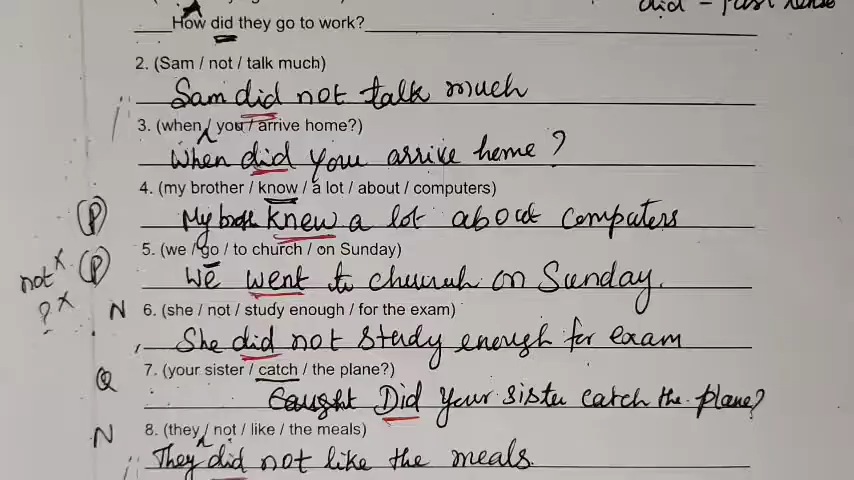 did - past tense
How did they go to work?
2. (Sam / not / talk much)
Sam did not talk much
3. (when / you / arrive home?)
When did you arrive home ?
4. (my brother / know / a lot / about / computers)
(P) My broth knew a lot about computers
5. (we / go / to church / on Sunday)
not x (P) We went to church on Sunday.
? x
N 6. (she / not / study enough / for the exam)
She did not study enough for exam
Q 7. (your sister / catch / the plane?)
Caught Did your sister catch the plane?
N 8. (they / not / like / the meals)
They did not like the meals.